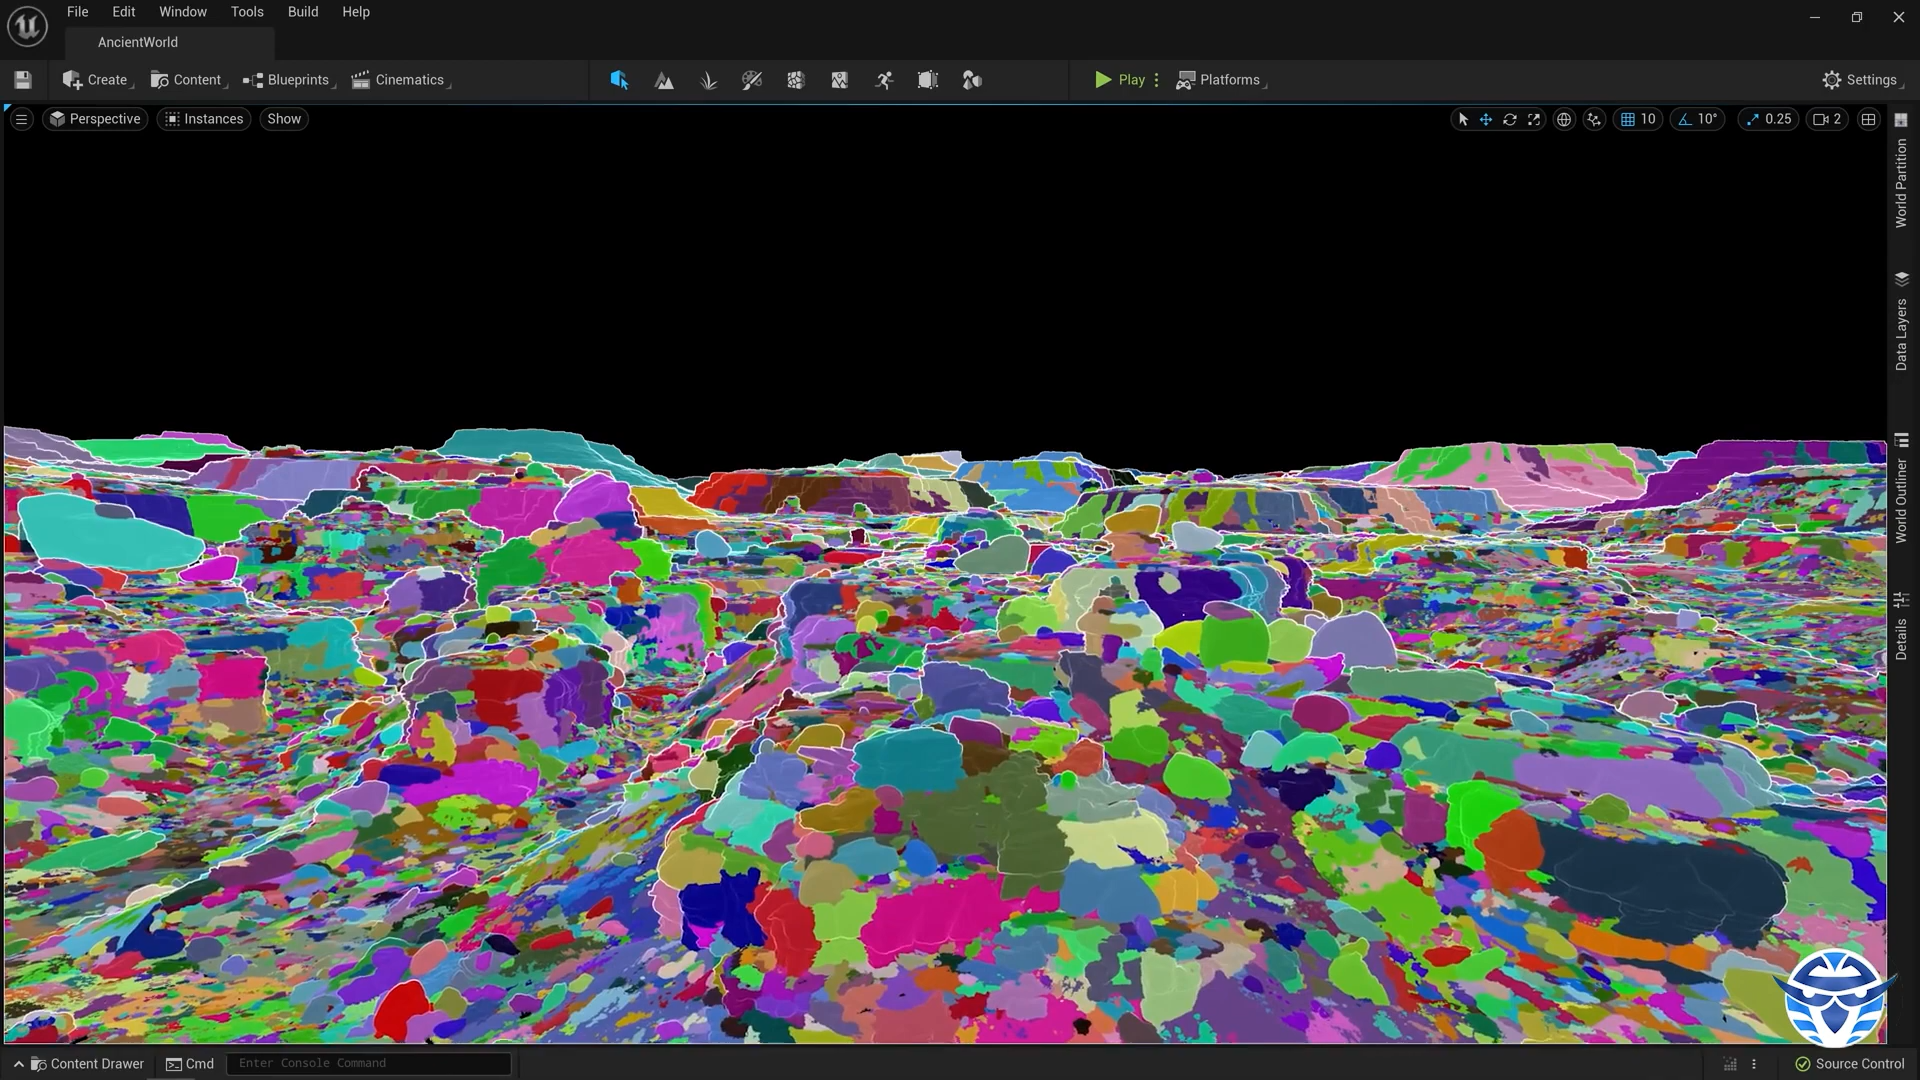 File Edit Window Tools Build Help
AncientWorld
Create Content Blueprints Cinematics Play Platforms Settings
Perspective Instances Show 10 10° 0.25 2
World Partition
Data Layers
World Outliner
Details
Content Drawer Cmd Enter Console Command Source Control